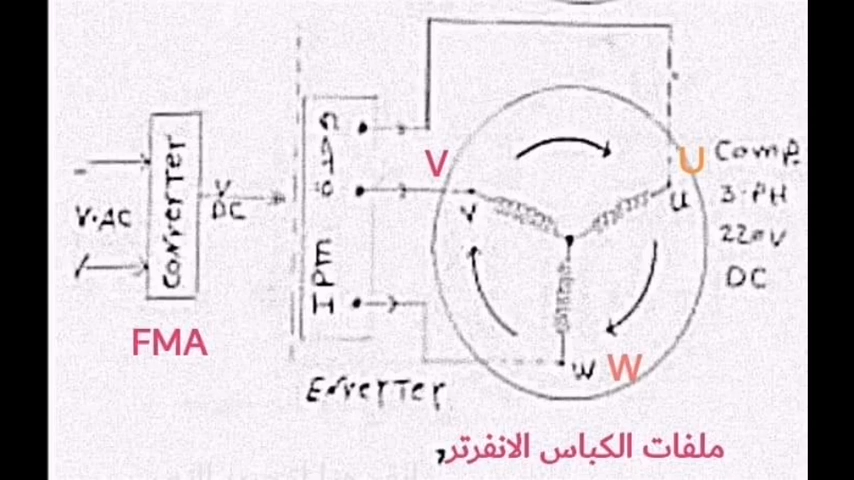 V
U
Comp.
3-PH
V.AC
Converter
V
DC
V
U
220V
DC
IPM
FMA
W
W
Enverter
ملفات الكباس الانفرتر,